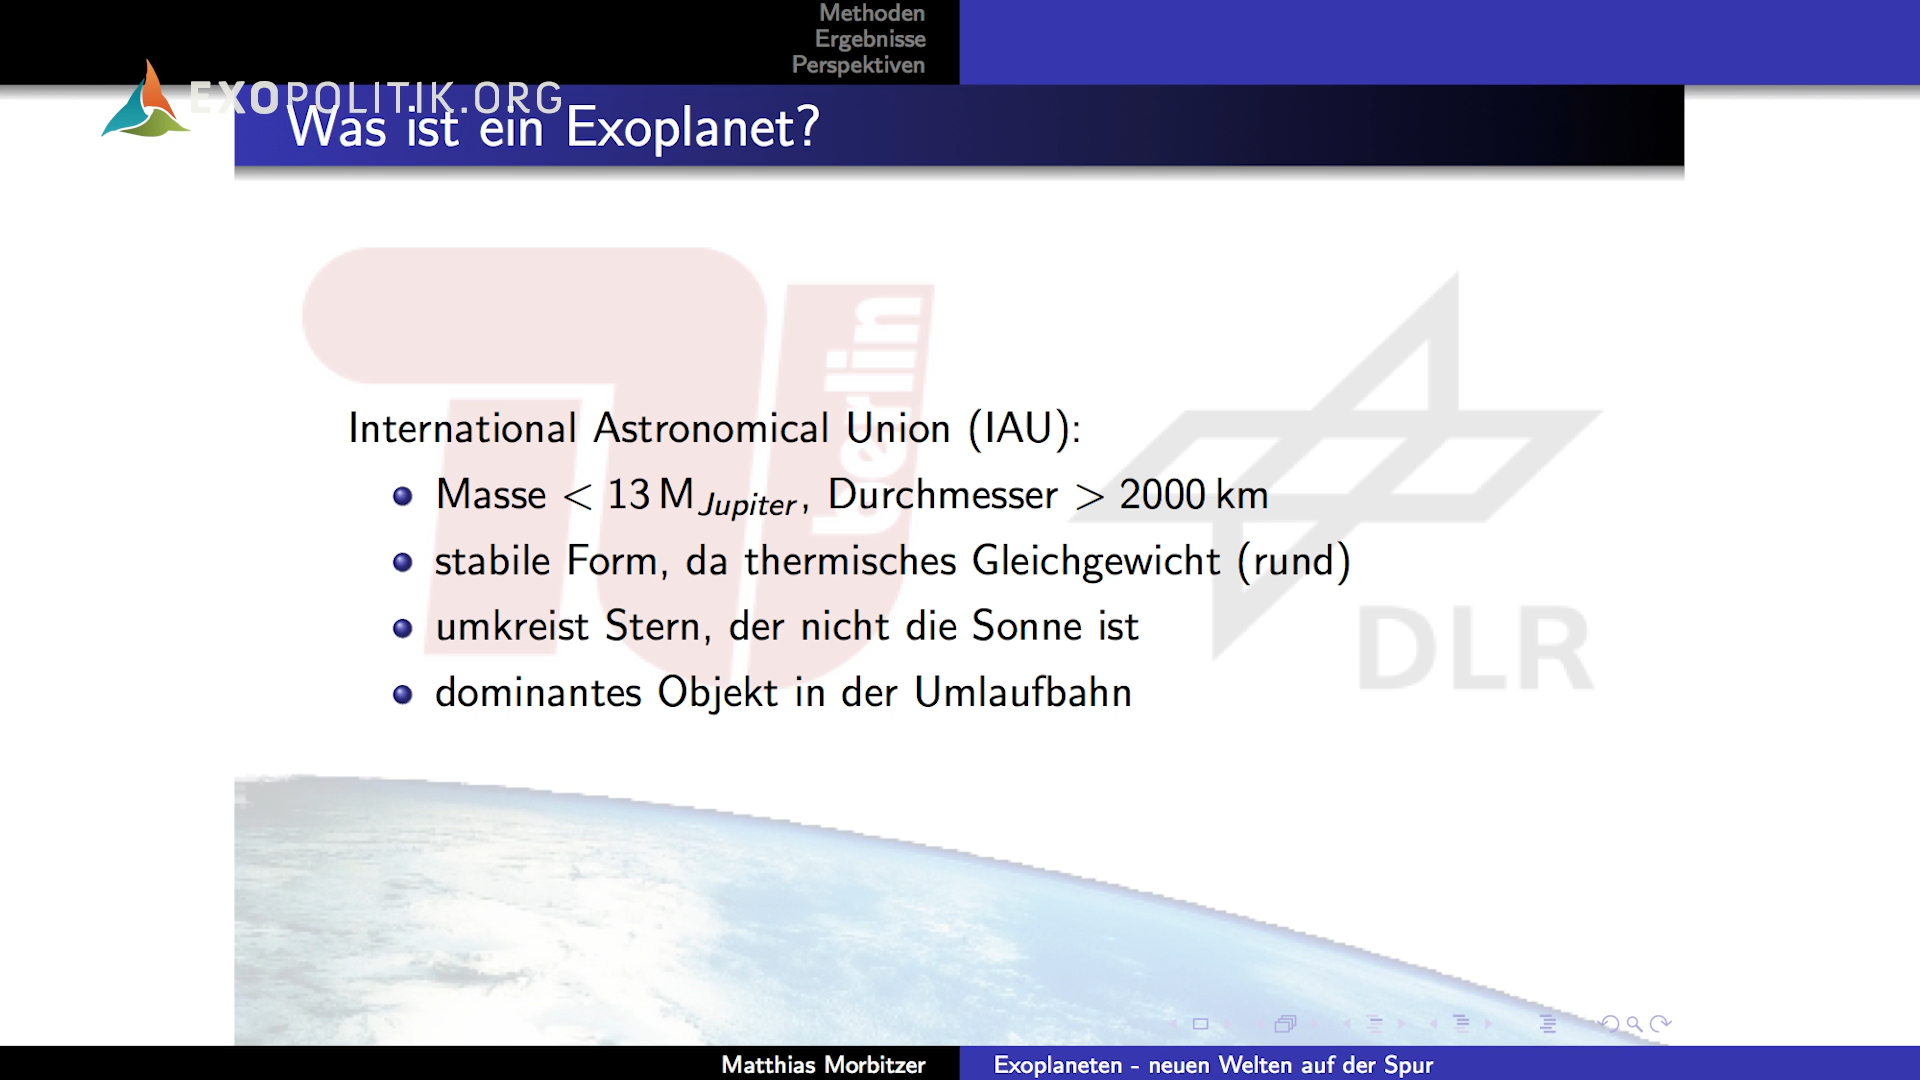 Methoden
Ergebnisse
Perspektiven
EXOPOLITIK.ORG
Was ist ein Exoplanet?
berlin
International Astronomical Union (IAU):
Masse < 13 M Jupiter, Durchmesser > 2000 km
stabile Form, da thermisches Gleichgewicht (rund)
umkreist Stern, der nicht die Sonne ist
dominantes Objekt in der Umlaufbahn
DLR
Matthias Morbitzer
Exoplaneten - neuen Welten auf der Spur